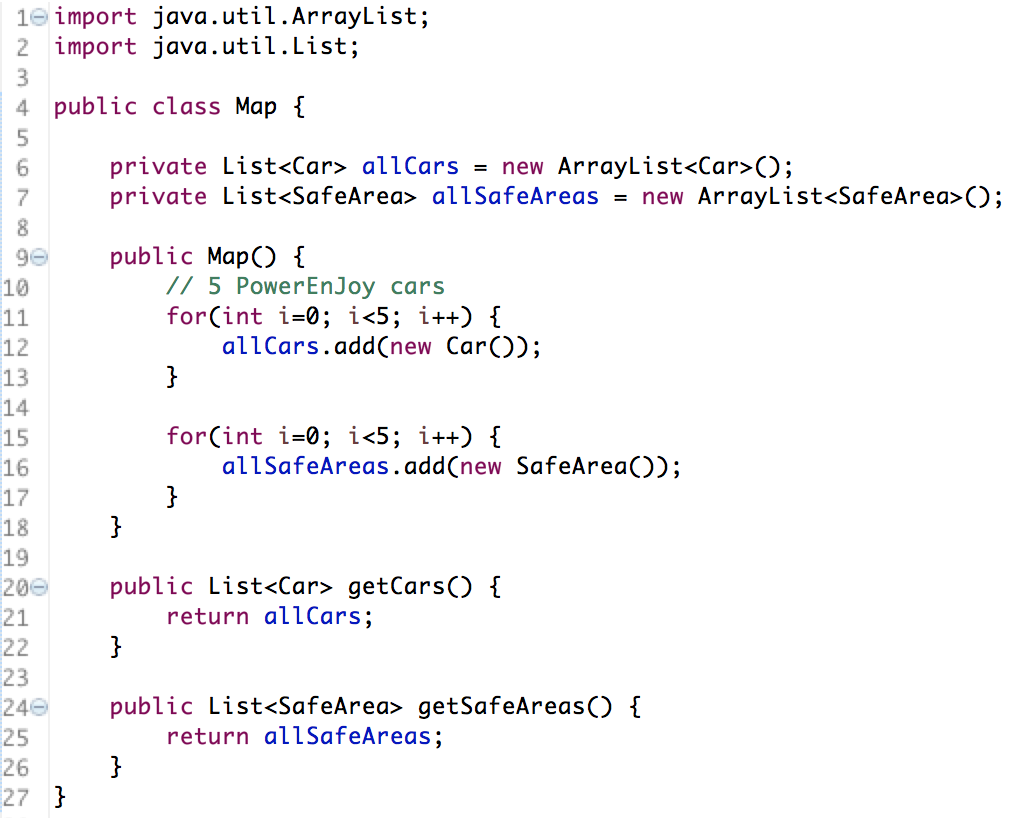 1 import java.util.ArrayList;
2 import java.util.List;
3
4 public class Map {
5
6     private List<Car> allCars = new ArrayList<Car>();
7     private List<SafeArea> allSafeAreas = new ArrayList<SafeArea>();
8
9     public Map() {
10         // 5 PowerEnJoy cars
11         for(int i=0; i<5; i++) {
12             allCars.add(new Car());
13         }
14
15         for(int i=0; i<5; i++) {
16             allSafeAreas.add(new SafeArea());
17         }
18     }
19
20     public List<Car> getCars() {
21         return allCars;
22     }
23
24     public List<SafeArea> getSafeAreas() {
25         return allSafeAreas;
26     }
27 }